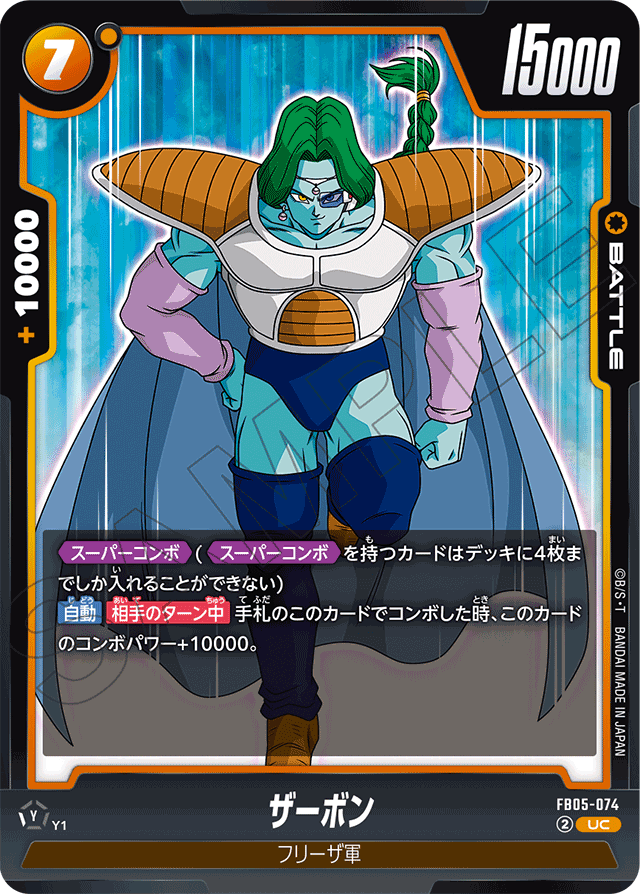 7
15000
+10000
BATTLE
スーパーコンボ ( スーパーコンボ を持つカードはデッキに4枚ま
でしか入れることができない)
自動 相手のターン中 手札のこのカードでコンボした時、このカード
のコンボパワー+10000。
SAMPLE
©B/S・T BANDAI MADE IN JAPAN
ザーボン
FB05-074
Y Y1
2 UC
フリーザ軍